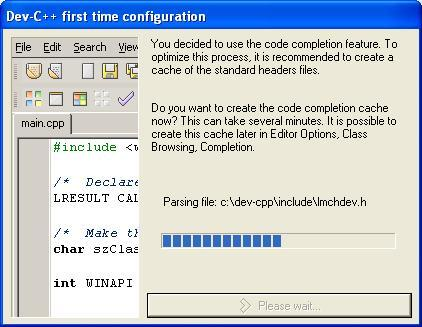 Dev-C++ first time configuration
File Edit Search View
You decided to use the code completion feature. To
optimize this process, it is recommended to create a
cache of the standard headers files.
Do you want to create the code completion cache
now? This can take several minutes. It is possible to
create this cache later in Editor Options, Class
Browsing, Completion.
main.cpp
#include <w
/* Declare
LRESULT CAL
/* Make th
char szClas
int WINAPI
Parsing file: c:\dev-cpp\include\lmchdev.h
Please wait...